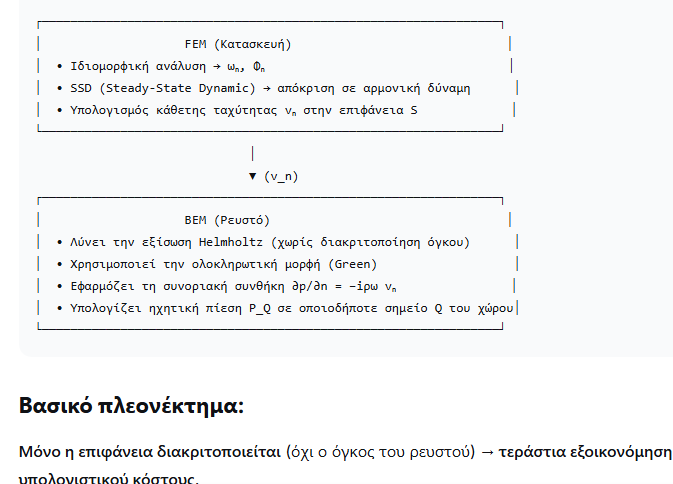 FEM (Κατασκευή)
• Ιδιομορφική ανάλυση → ωₙ, Φₙ
• SSD (Steady-State Dynamic) → απόκριση σε αρμονική δύναμη
• Υπολογισμός κάθετης ταχύτητας vₙ στην επιφάνεια S
▼ (v_n)
BEM (Ρευστό)
• Λύνει την εξίσωση Helmholtz (χωρίς διακριτοποίηση όγκου)
• Χρησιμοποιεί την ολοκληρωτική μορφή (Green)
• Εφαρμόζει τη συνοριακή συνθήκη ∂p/∂n = -iρω vₙ
• Υπολογίζει ηχητική πίεση P_Q σε οποιοδήποτε σημείο Q του χώρου
Βασικό πλεονέκτημα:
Μόνο η επιφάνεια διακριτοποιείται (όχι ο όγκος του ρευστού) → τεράστια εξοικονόμηση
υπολογιστικού κόστους.